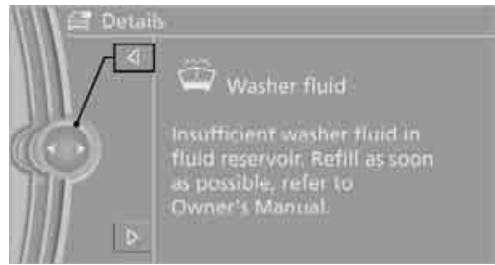 Details
Washer fluid
Insufficient washer fluid in
fluid reservoir. Refill as soon
as possible, refer to
Owner's Manual.